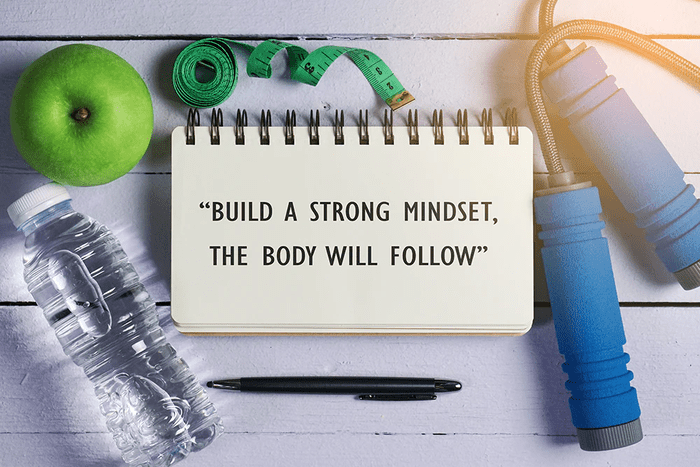 “BUILD A STRONG MINDSET,
THE BODY WILL FOLLOW”